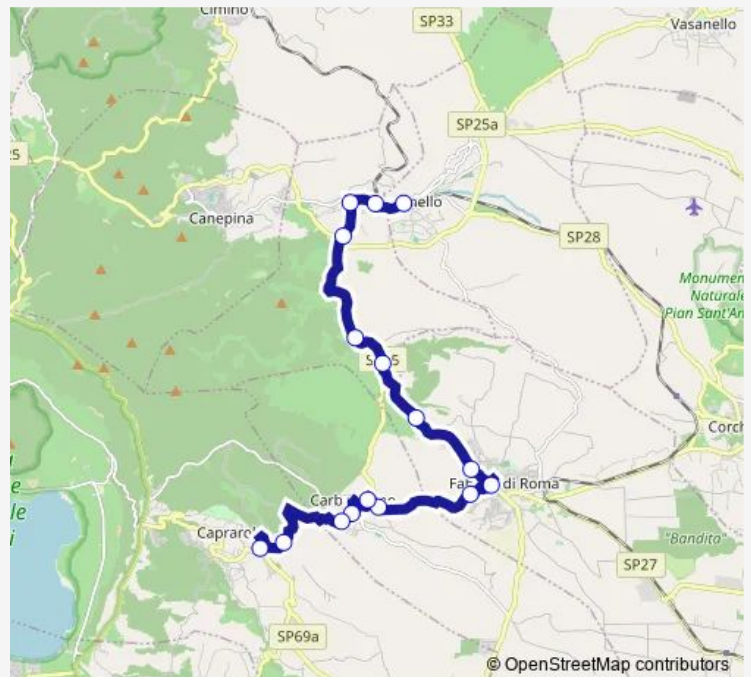 Cimino
SP33
Vasanello
SP25a
Canepina
nello
SP28
Monumen
Naturale
Pian Sant'An
Corch
Fa
di Roma
Carb
Caprarol
"Bandita"
SP27
SP69a
© OpenStreetMap contributors